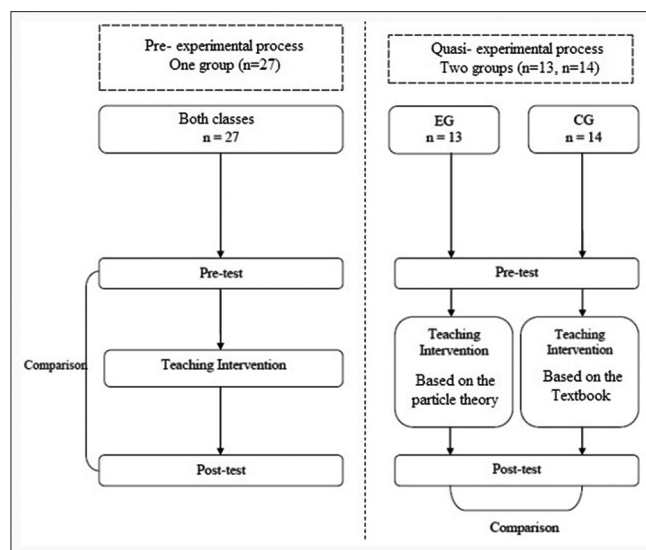 Pre- experimental process
One group (n=27)
Both classes
n = 27
Pre-test
Comparison
Teaching Intervention
Post-test
Quasi- experimental process
Two groups (n=13, n=14)
EG
n = 13
CG
n = 14
Pre-test
Teaching
Intervention
Based on the
particle theory
Teaching
Intervention
Based on the
Textbook
Post-test
Comparison